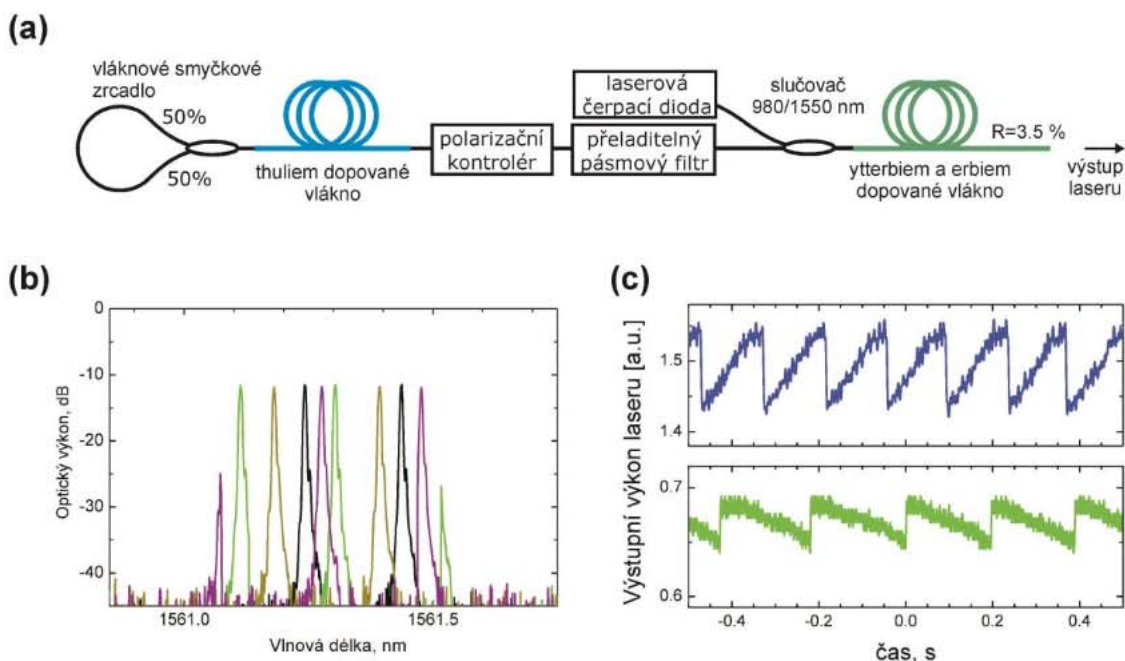 (a)
vláknové smyčkové
zrcadlo
50%
50%
thuliem dopované
vlákno
polarizační
kontrolér
laserová
čerpací dioda
přeladitelný
pásmový filtr
slučovač
980/1550 nm
ytterbiem a erbiem
dopované vlákno
R=3.5 %
výstup
laseru
(b)
0
-10
-20
-30
-40
Optický výkon, dB
1561.0
1561.5
Vlnová délka, nm
(c)
1.5
1.4
0.7
0.6
Výstupní výkon laseru [a.u.]
-0.4
-0.2
0.0
0.2
0.4
čas, s